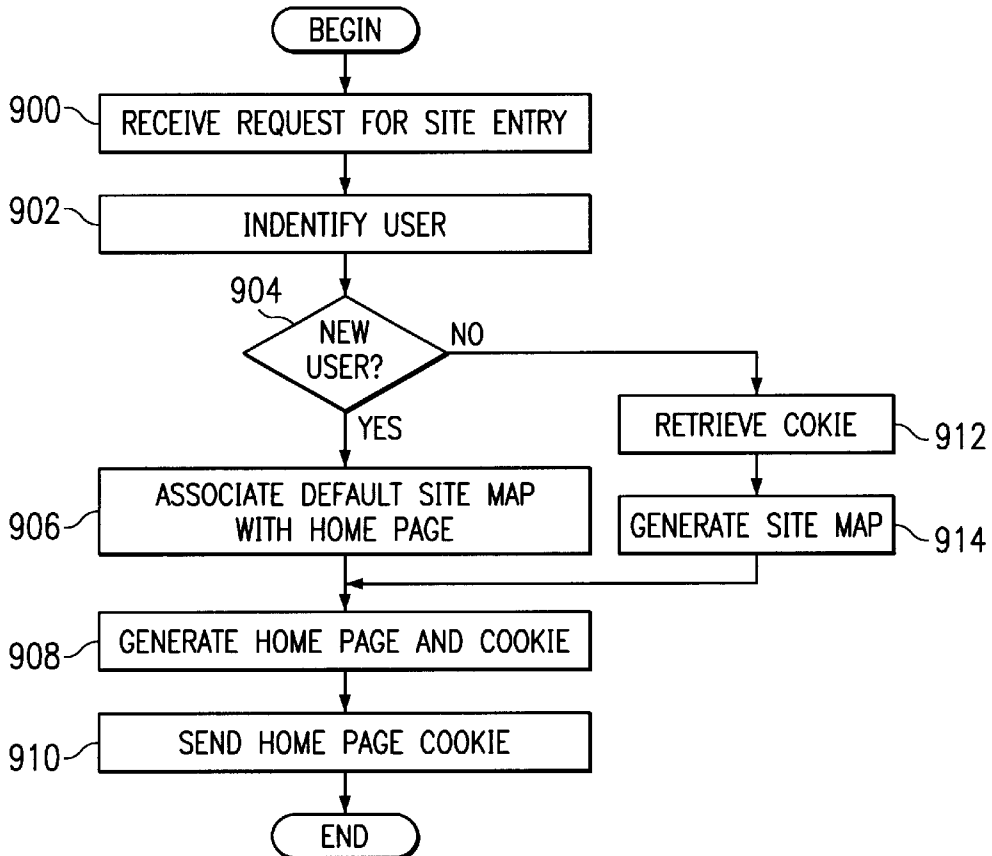 BEGIN
900
RECEIVE REQUEST FOR SITE ENTRY
902
INDENTIFY USER
904
NEW
USER?
NO
YES
RETRIEVE COKIE
912
906
ASSOCIATE DEFAULT SITE MAP
WITH HOME PAGE
GENERATE SITE MAP
914
908
GENERATE HOME PAGE AND COOKIE
910
SEND HOME PAGE COOKIE
END